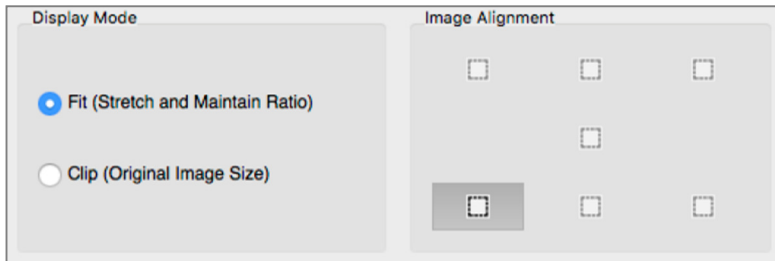 Display Mode
Image Alignment
Fit (Stretch and Maintain Ratio)
Clip (Original Image Size)